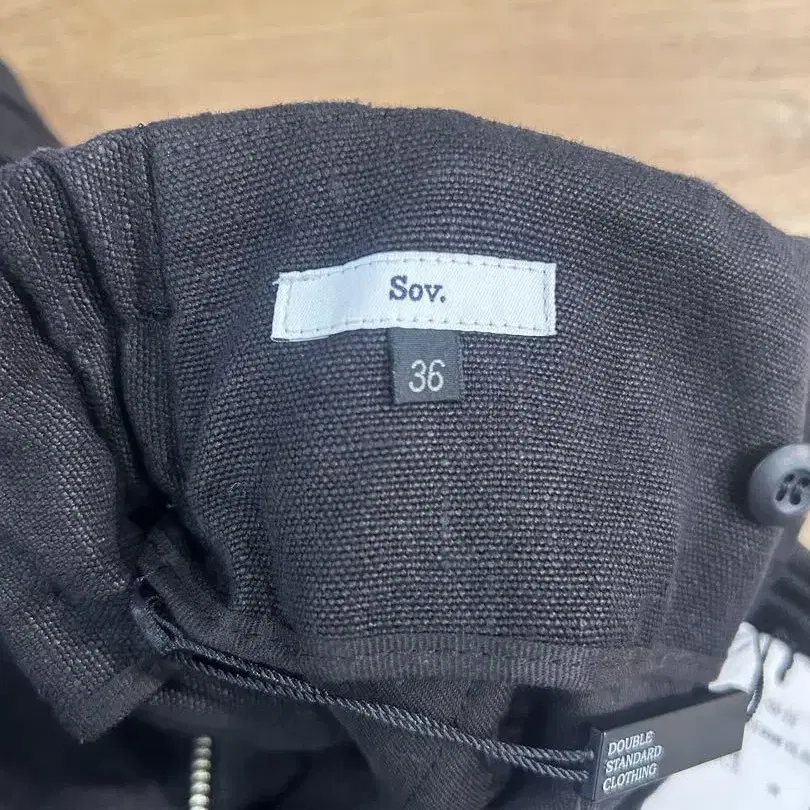 Sov.
36
DOUBLE
STANDARD
CLOTHING